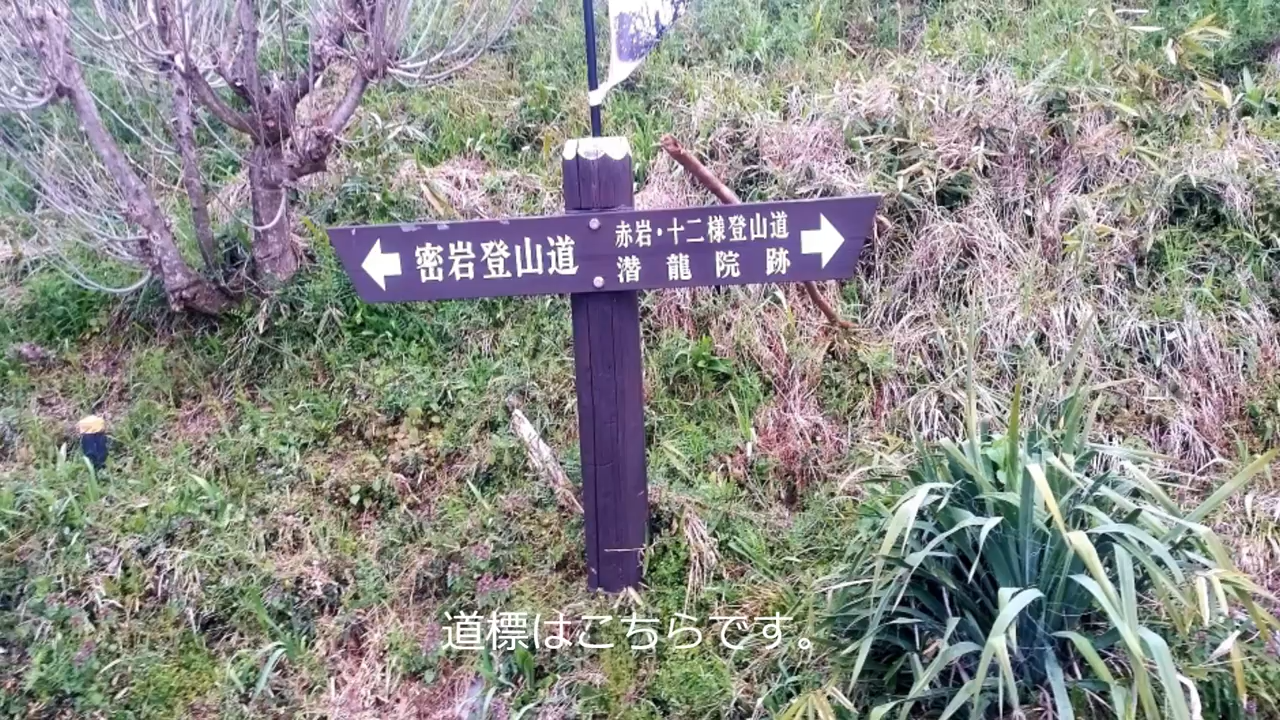 密岩登山道
赤岩・十二様登山道
潜龍院跡
道標はこちらです。